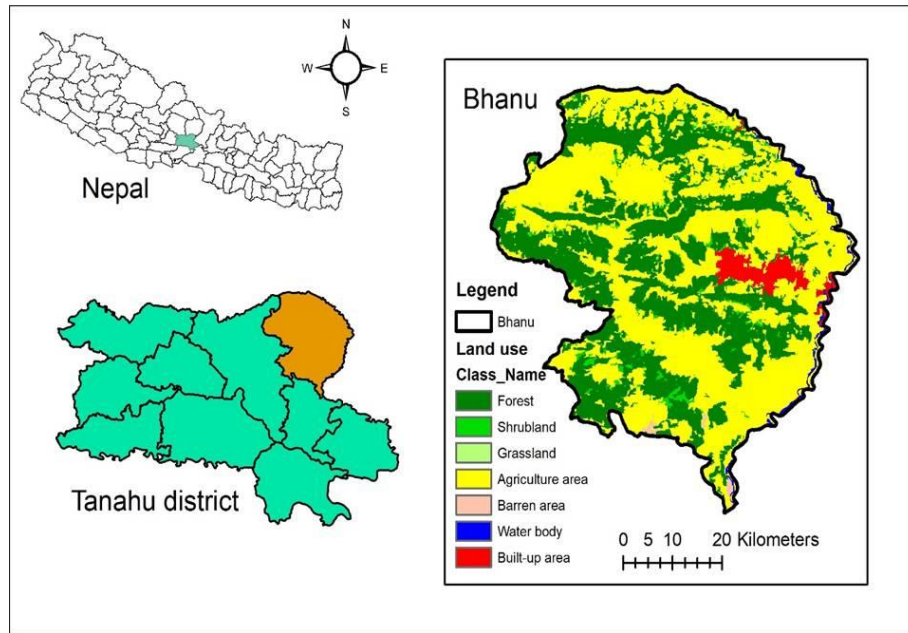 N
W E
S
Nepal
Tanahu district
Bhanu
Legend
Bhanu
Land use
Class_Name
Forest
Shrubland
Grassland
Agriculture area
Barren area
Water body
Built-up area
0 5 10 20 Kilometers